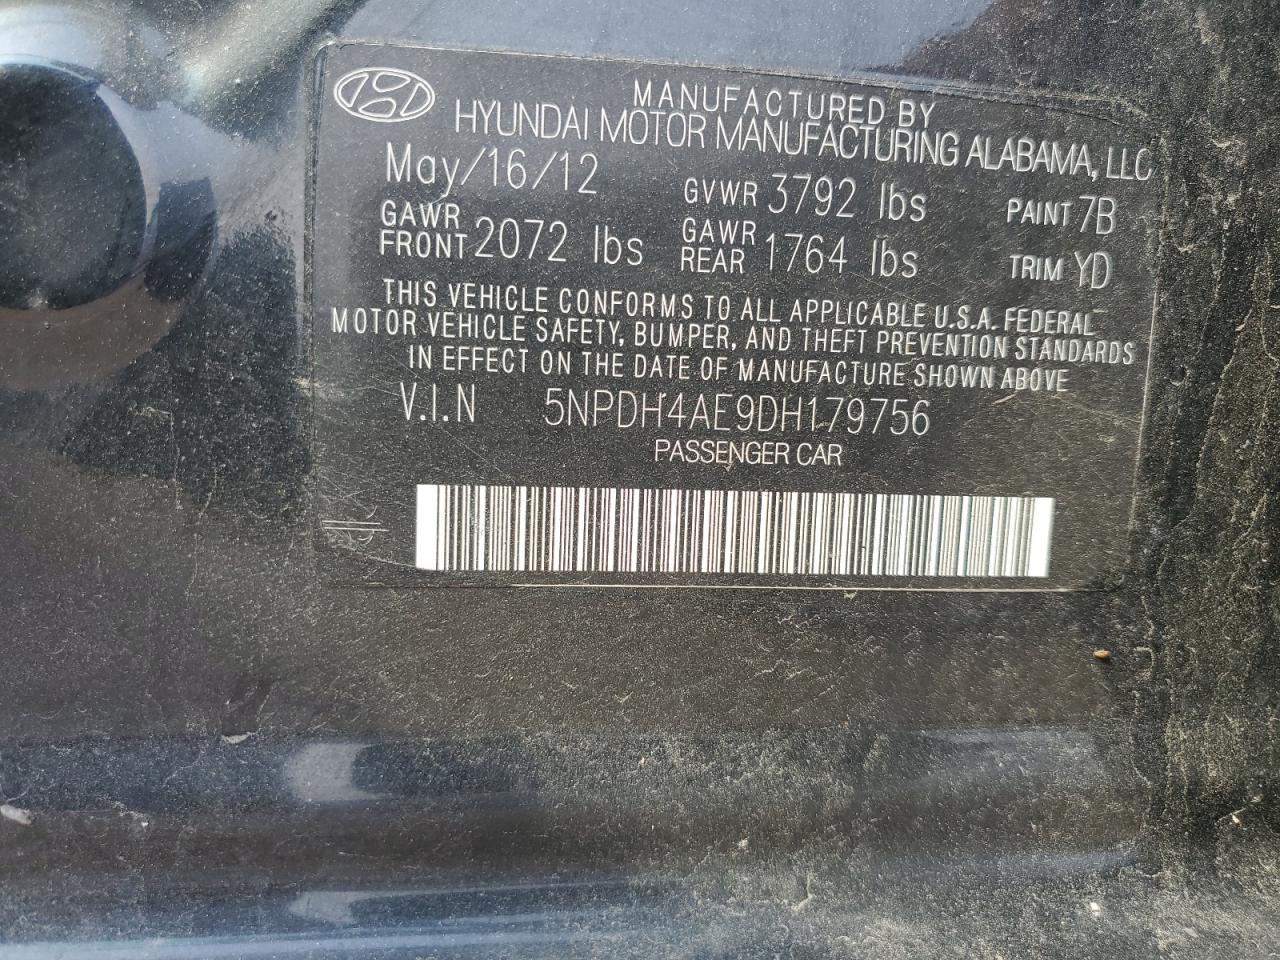 MANUFACTURED BY
HYUNDAI MOTOR MANUFACTURING ALABAMA, LLC
May/16/12 GVWR 3792 lbs PAINT 7B
GAWR FRONT 2072 lbs GAWR REAR 1764 lbs TRIM YD
THIS VEHICLE CONFORMS TO ALL APPLICABLE U.S.A. FEDERAL
MOTOR VEHICLE SAFETY, BUMPER, AND THEFT PREVENTION STANDARDS
IN EFFECT ON THE DATE OF MANUFACTURE SHOWN ABOVE
V.I.N 5NPDH4AE9DH179756
PASSENGER CAR